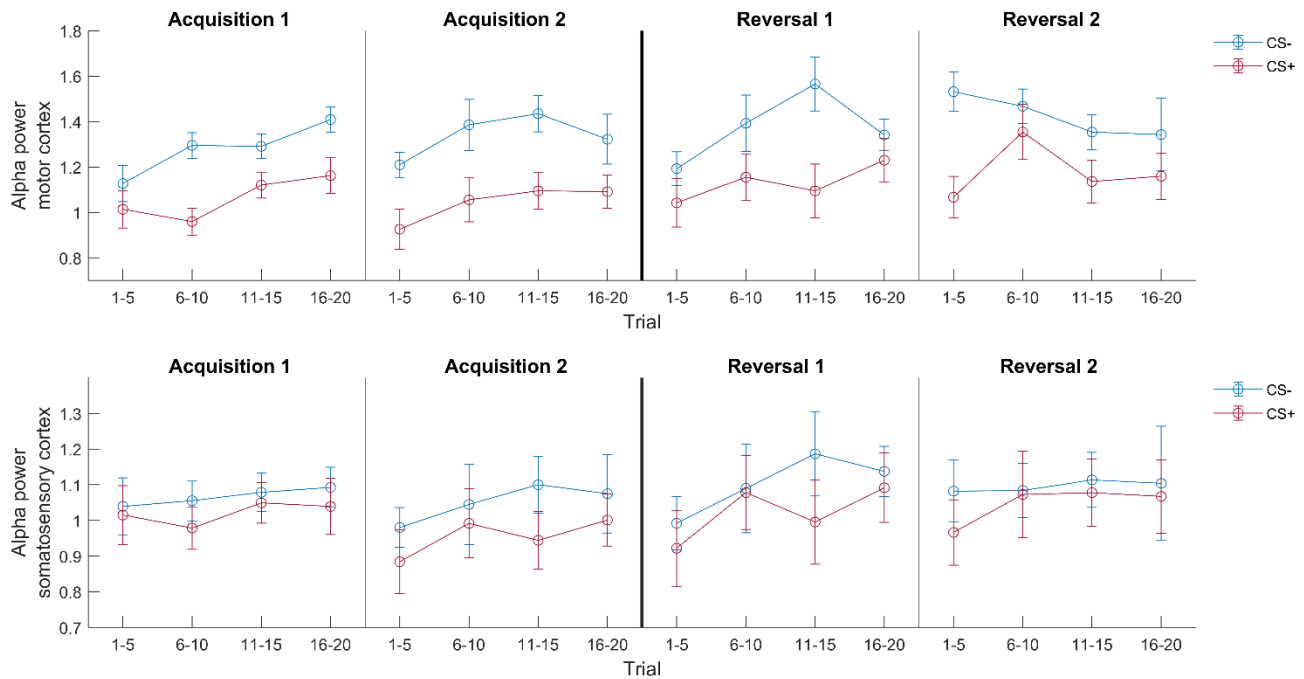 Acquisition 1 Acquisition 2 Reversal 1 Reversal 2
1.8
1.6
1.4
1.2
1
0.8
Alpha power
motor cortex
CS-
CS+
1-5 6-10 11-15 16-20 1-5 6-10 11-15 16-20 1-5 6-10 11-15 16-20 1-5 6-10 11-15 16-20
Trial
Acquisition 1 Acquisition 2 Reversal 1 Reversal 2
1.3
1.2
1.1
1
0.9
0.8
0.7
Alpha power
somatosensory cortex
CS-
CS+
1-5 6-10 11-15 16-20 1-5 6-10 11-15 16-20 1-5 6-10 11-15 16-20 1-5 6-10 11-15 16-20
Trial